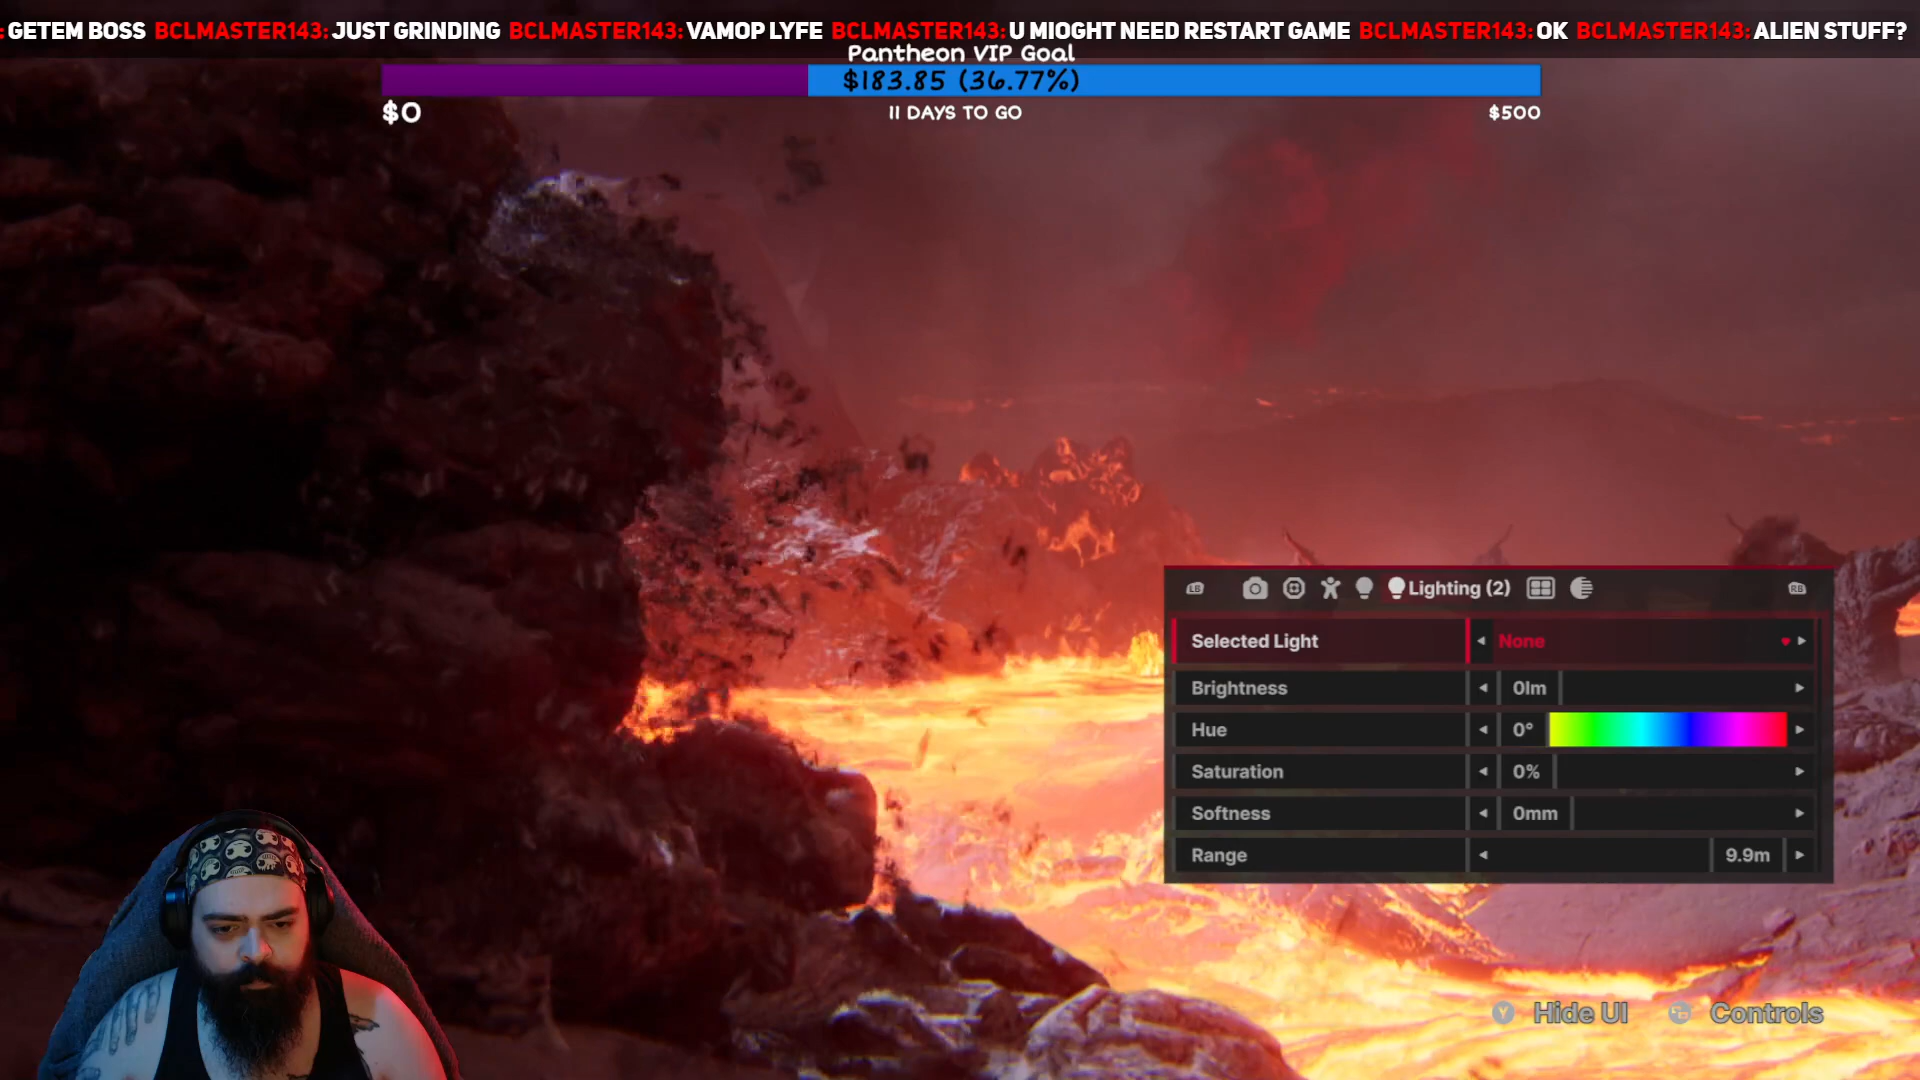 : GETEM BOSS BCLMASTER143: JUST GRINDING BCLMASTER143: VAMOP LYFE BCLMASTER143: U MIOGHT NEED RESTART GAME BCLMASTER143: OK BCLMASTER143: ALIEN STUFF?
Pantheon VIP Goal
$183.85 (36.77%)
$0 11 DAYS TO GO $500
LB Lighting (2) RB
Selected Light None
Brightness 0lm
Hue 0°
Saturation 0%
Softness 0mm
Range 9.9m
Y Hide UI Controls